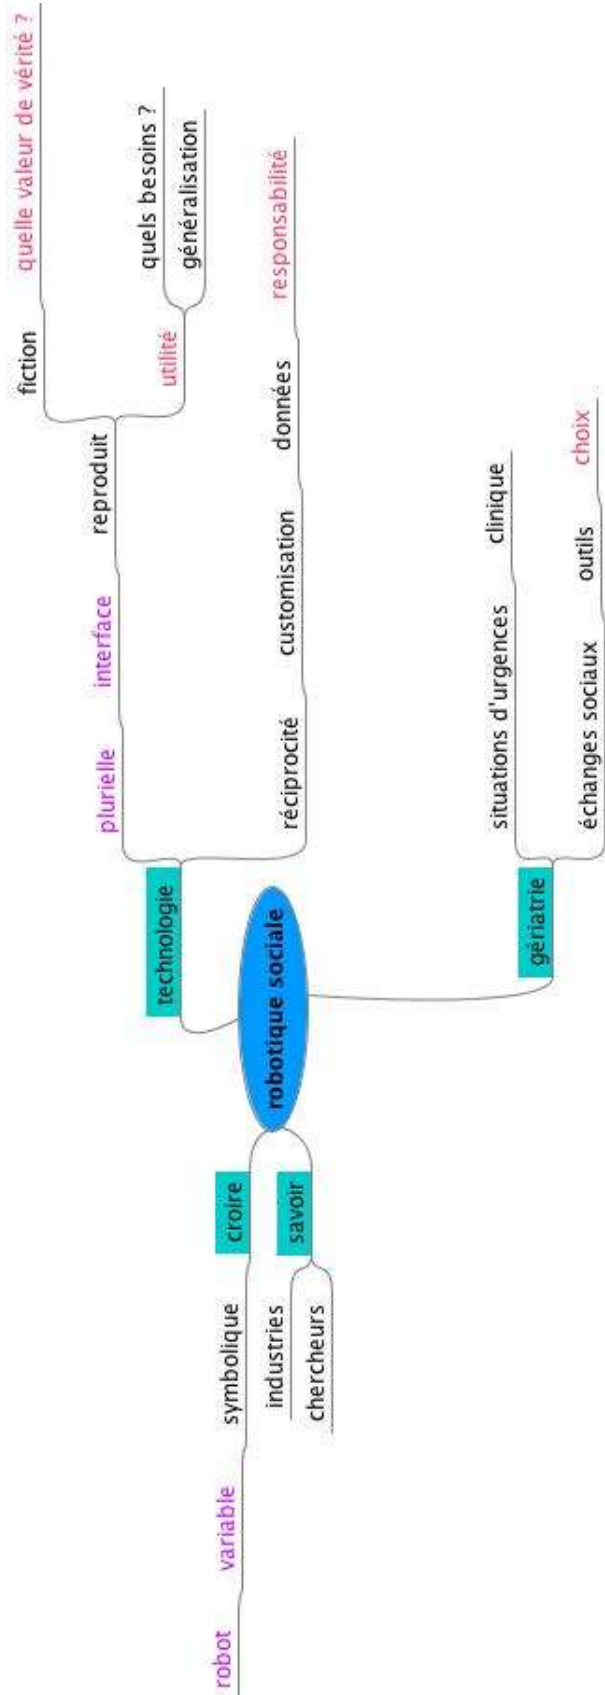 robotique sociale
technologie
plurielle
interface
reproduit
fiction
quelle valeur de vérité ?
utilité
quels besoins ?
généralisation
réciprocité
customisation
données
responsabilité
gériatrie
situations d'urgences
clinique
échanges sociaux
outils
choix
croire
symbolique
variable
robot
savoir
industries
chercheurs